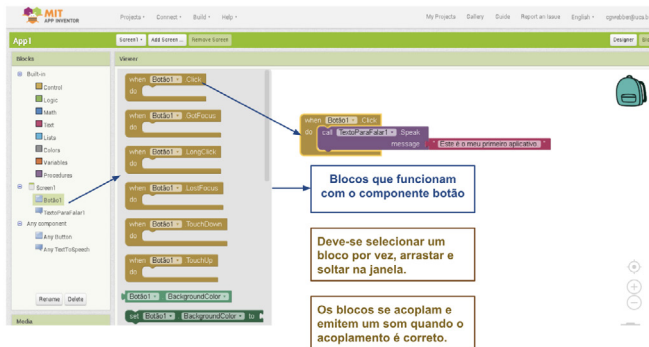 MIT
APP INVENTOR
Projects Connect Build Help
My Projects Gallery Guide Report an Issue English
App1
Screen1 Add Screen ... Remove Screen
Designer
Blocks
Viewer
Built-in
Control
Logic
Math
Text
Lists
Colors
Variables
Procedures
Screen1
Botão1
TextoParaFalar1
Any component
Any Button
Any TextToSpeech
Rename Delete
Media
when Botão1 .Click
do
when Botão1 .GotFocus
do
when Botão1 .LongClick
do
when Botão1 .LostFocus
do
when Botão1 .TouchDown
do
when Botão1 .TouchUp
do
Botão1 . BackgroundColor
set Botão1 . BackgroundColor to
when Botão1 .Click
do call TextoParaFalar1 .Speak
message " Este é o meu primeiro aplicativo. "
Blocos que funcionam
com o componente botão
Deve-se selecionar um
bloco por vez, arrastar e
soltar na janela.
Os blocos se acoplam e
emitem um som quando o
acoplamento é correto.